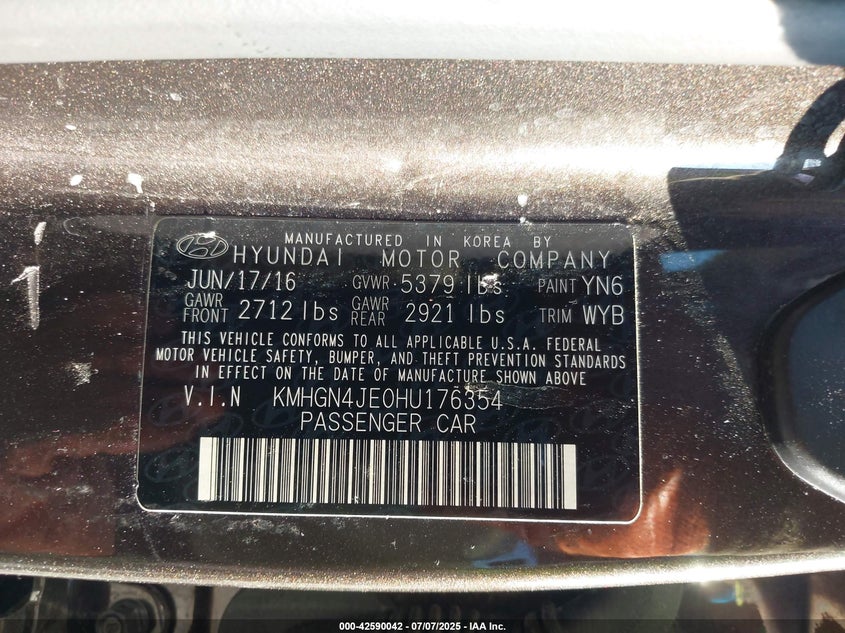 MANUFACTURED IN KOREA BY
HYUNDAI MOTOR COMPANY
JUN/17/16 GVWR 5379 lbs PAINT YN6
GAWR FRONT 2712 lbs GAWR REAR 2921 lbs TRIM WYB
THIS VEHICLE CONFORMS TO ALL APPLICABLE U.S.A. FEDERAL
MOTOR VEHICLE SAFETY, BUMPER, AND THEFT PREVENTION STANDARDS
IN EFFECT ON THE DATE OF MANUFACTURE SHOWN ABOVE
V.I.N KMHGN4JE0HU176354
PASSENGER CAR
000-42590042 / 07/07/2025 - IAA Inc.